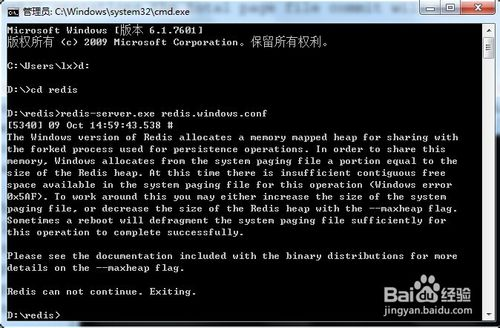 管理员: C:\Windows\system32\cmd.exe
Microsoft Windows [版本 6.1.7601]
版权所有 (c) 2009 Microsoft Corporation。保留所有权利。
C:\Users\lx>d:
D:\>cd redis
D:\redis>redis-server.exe redis.windows.conf
[5340] 09 Oct 14:59:43.538 #
The Windows version of Redis allocates a memory mapped heap for sharing with
the forked process used for persistence operations. In order to share this
memory, Windows allocates from the system paging file a portion equal to the
size of the Redis heap. At this time there is insufficient contiguous free
space available in the system paging file for this operation (Windows error
0x5AF). To work around this you may either increase the size of the system
paging file, or decrease the size of the Redis heap with the --maxheap flag.
Sometimes a reboot will defragment the system paging file sufficiently for
this operation to complete successfully.
Please see the documentation included with the binary distributions for more
details on the --maxheap flag.
Redis can not continue. Exiting.
D:\redis>
Baidu经验
jingyan.baidu.com